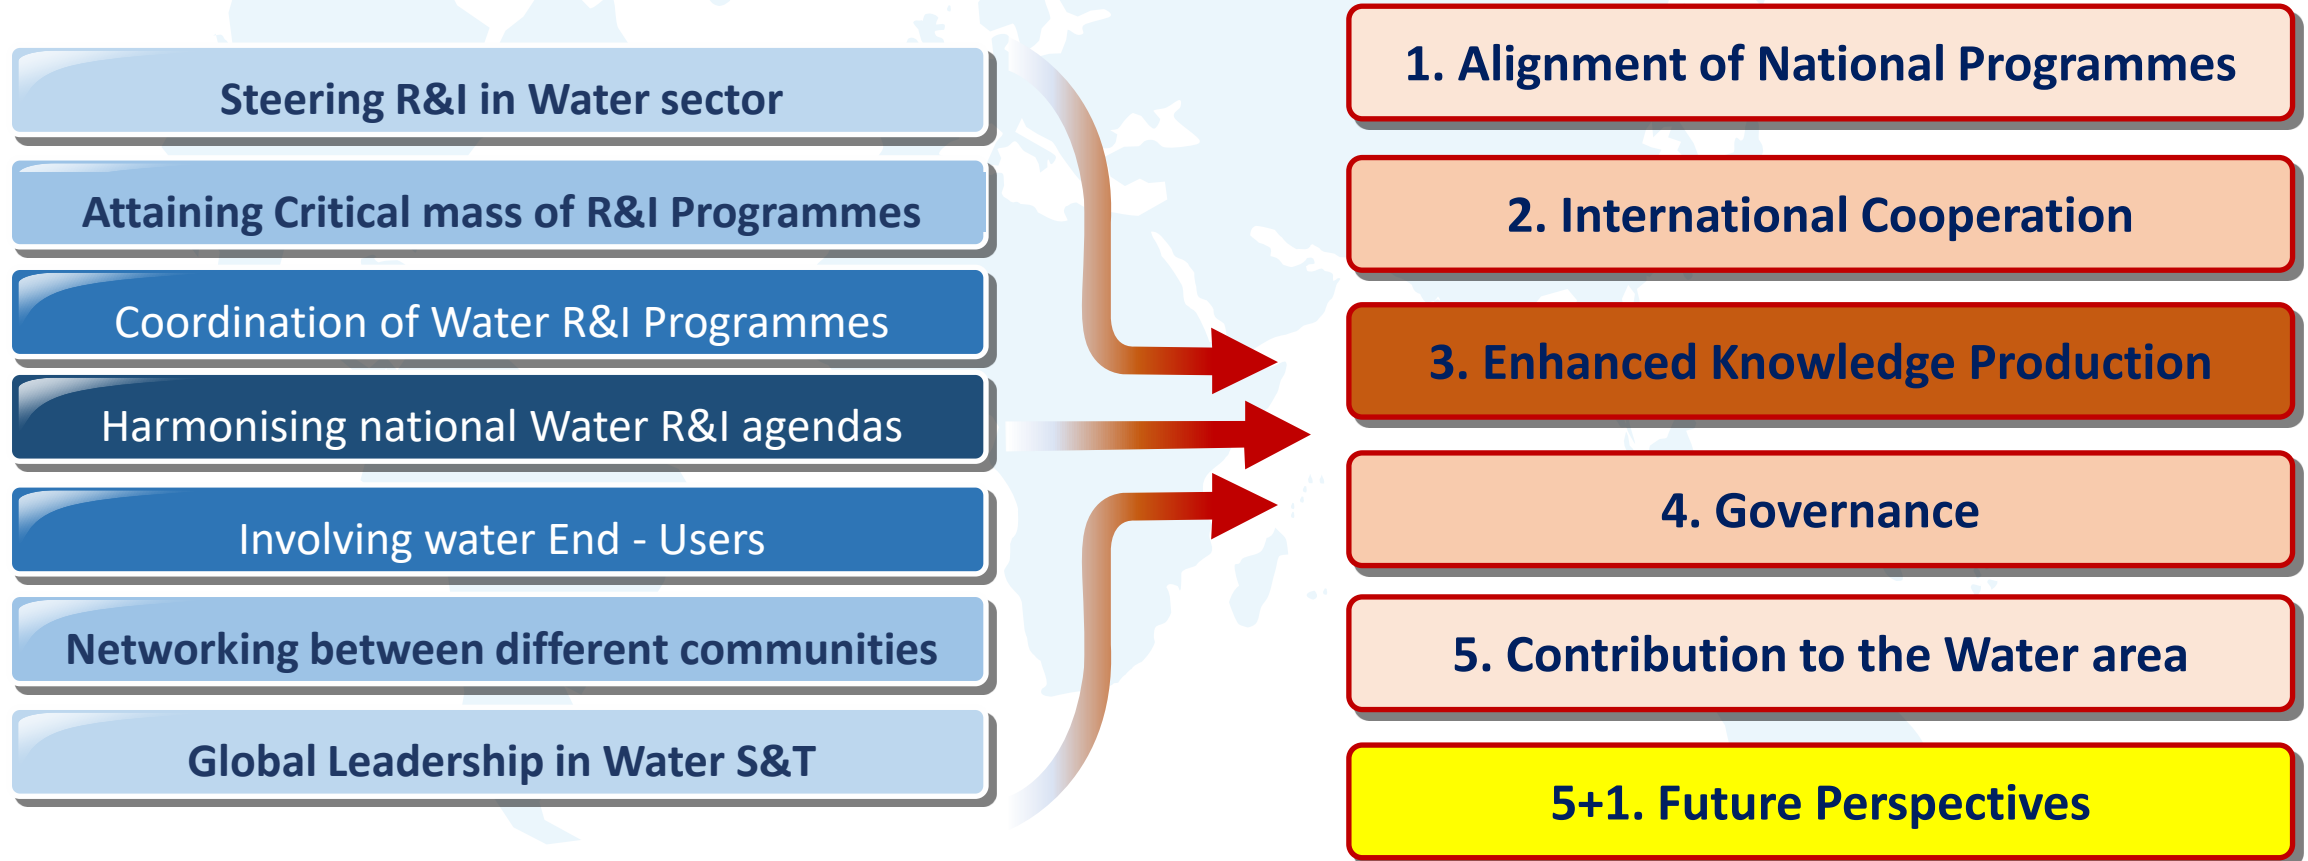 Steering R&I in Water sector
Attaining Critical mass of R&I Programmes
Coordination of Water R&I Programmes
Harmonising national Water R&I agendas
Involving water End - Users
Networking between different communities
Global Leadership in Water S&T
1. Alignment of National Programmes
2. International Cooperation
3. Enhanced Knowledge Production
4. Governance
5. Contribution to the Water area
5+1. Future Perspectives